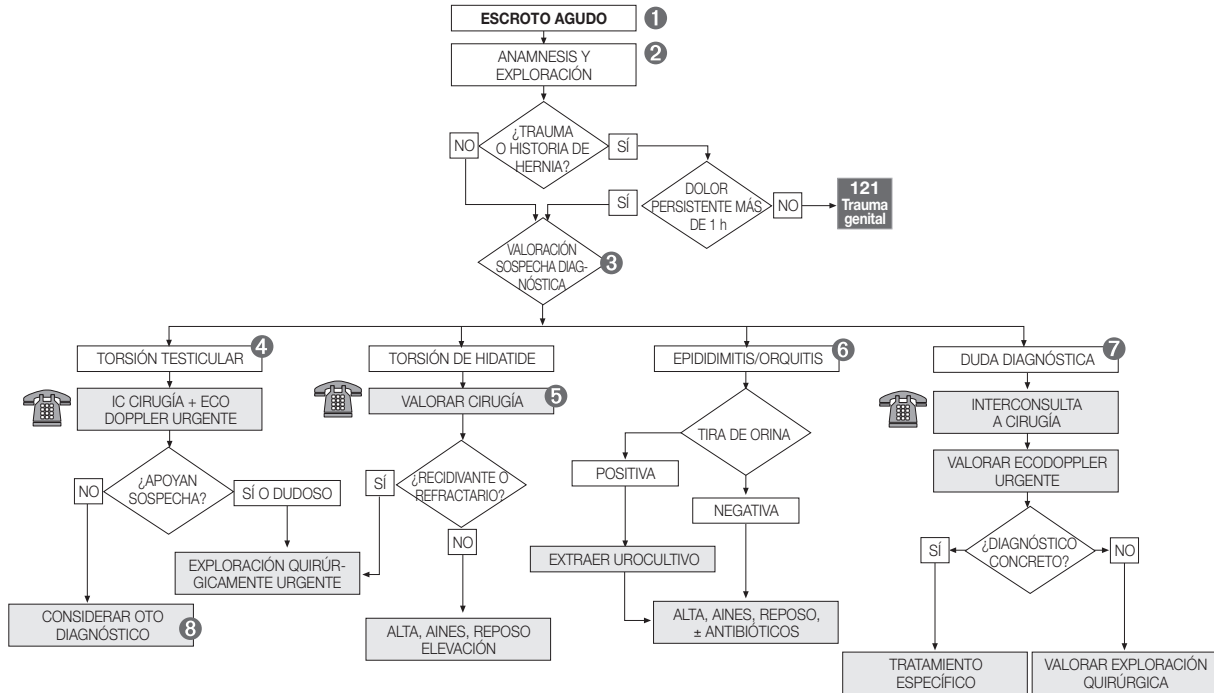 ESCROTO AGUDO
1
ANAMNESIS Y
EXPLORACIÓN
2
¿TRAUMA
O HISTORIA DE
HERNIA?
NO
SÍ
DOLOR
PERSISTENTE MÁS
DE 1 h
SÍ
NO
121
Trauma
genital
VALORACIÓN
SOSPECHA DIAG-
NÓSTICA
3
TORSIÓN TESTICULAR
4
IC CIRUGÍA + ECO
DOPPLER URGENTE
¿APOYAN
SOSPECHA?
NO
SÍ O DUDOSO
EXPLORACIÓN QUIRÚR-
GICAMENTE URGENTE
CONSIDERAR OTO
DIAGNÓSTICO
8
TORSIÓN DE HIDATIDE
VALORAR CIRUGÍA
5
¿RECIDIVANTE O
REFRACTARIO?
SÍ
NO
ALTA, AINES, REPOSO
ELEVACIÓN
EPIDIDIMITIS/ORQUITIS
6
TIRA DE ORINA
POSITIVA
NEGATIVA
EXTRAER UROCULTIVO
ALTA, AINES, REPOSO,
± ANTIBIÓTICOS
DUDA DIAGNÓSTICA
7
INTERCONSULTA
A CIRUGÍA
VALORAR ECODOPPLER
URGENTE
¿DIAGNÓSTICO
CONCRETO?
SÍ
NO
TRATAMIENTO
ESPECÍFICO
VALORAR EXPLORACIÓN
QUIRÚRGICA